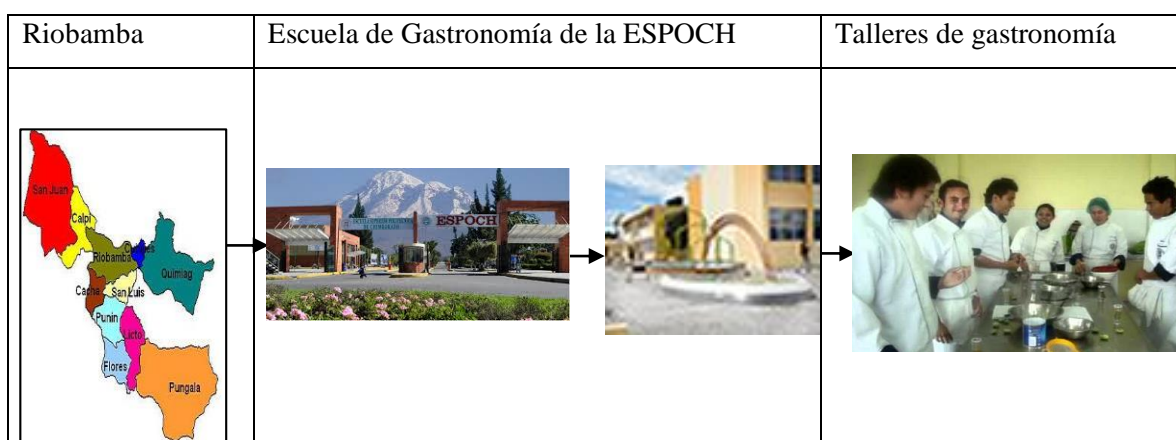 Riobamba
Escuela de Gastronomía de la ESPOCH
Talleres de gastronomía
San Juan
Calpi
Riobamba
Quimiag
Cacha
San Luis
Punin
Licto
Flores
Pungala
ESPOCH